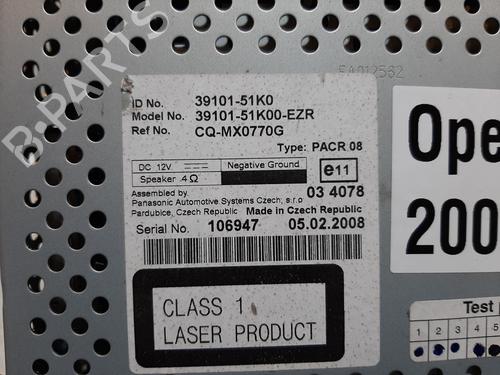 B-PARTS
EA012562
ID No. 39101-51K0
Model No. 39101-51K00-EZR
Ref No. CQ-MX0770G
Type: PACR 08
DC 12V Negative Ground
Speaker 4Ω
e11
03 4078
Assembled by
Panasonic Automotive Systems Czech, s.r.o
Pardubice, Czech Republic Made in Czech Republic
Serial No. 106947 05.02.2008
CLASS 1
LASER PRODUCT
Ope
200
Test
1 2 3 4 5